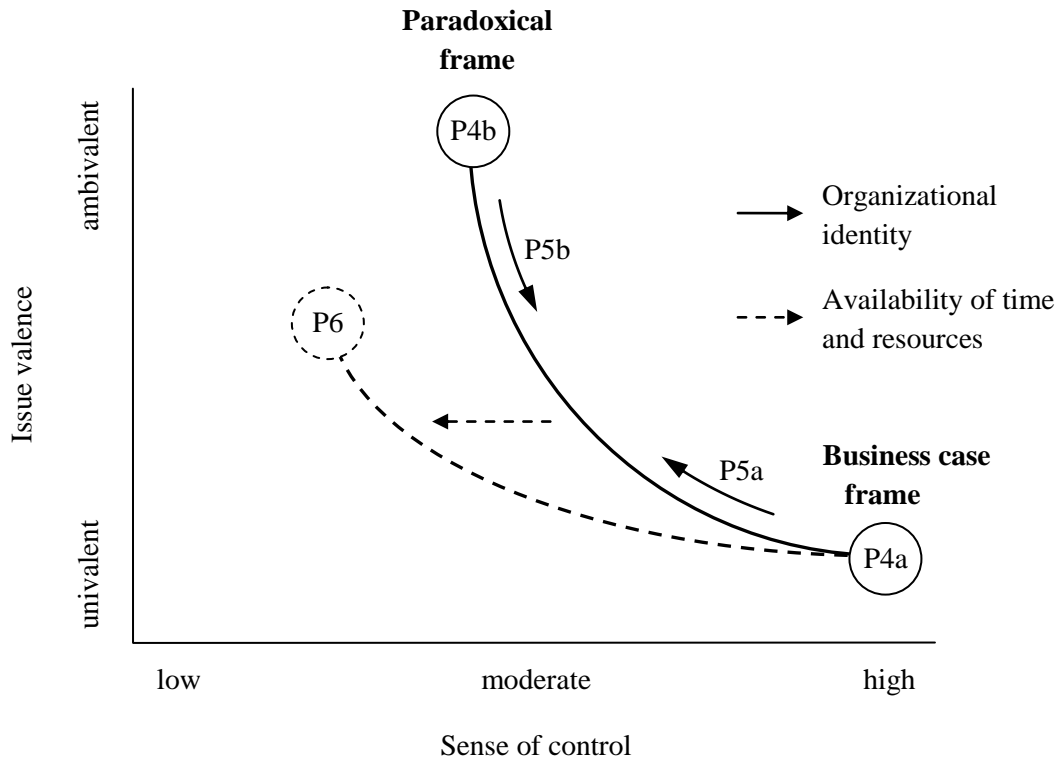 Paradoxical
frame
P4b
ambivalent
Organizational
identity
P5b
Availability of time
and resources
P6
Issue valence
Business case
frame
P5a
P4a
univalent
low
moderate
high
Sense of control